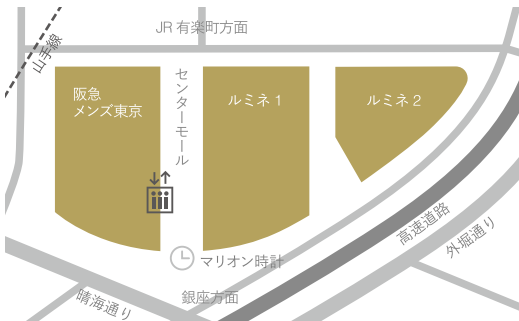 JR 有楽町方面
山手線
阪急
メンズ東京
センターモール
ルミネ 1
ルミネ 2
マリオン時計
高速道路
外堀通り
銀座方面
晴海通り